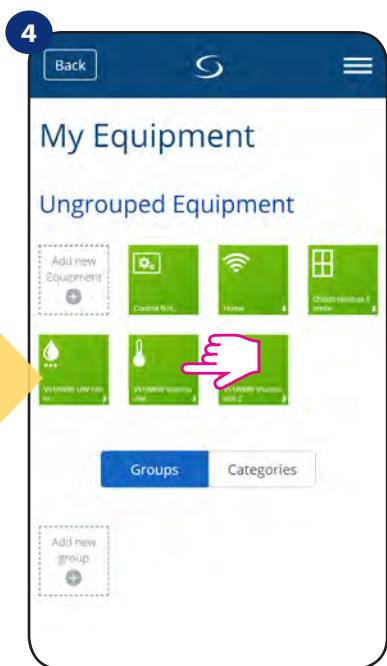 4
Back
My Equipment
Ungrouped Equipment
Add new
Equipment
Control Box
Home
Groups
Categories
Add new
group